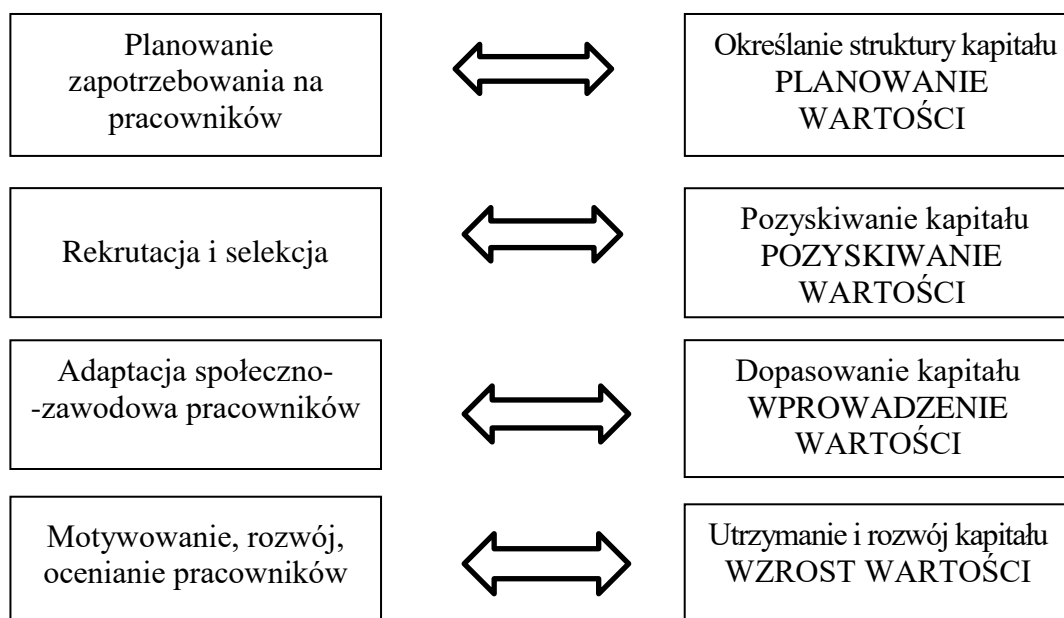 Planowanie
zapotrzebowania na
pracowników
Określanie struktury kapitału
PLANOWANIE
WARTOŚCI
Rekrutacja i selekcja
Pozyskiwanie kapitału
POZYSKIWANIE
WARTOŚCI
Adaptacja społeczno-
-zawodowa pracowników
Dopasowanie kapitału
WPROWADZENIE
WARTOŚCI
Motywowanie, rozwój,
ocenianie pracowników
Utrzymanie i rozwój kapitału
WZROST WARTOŚCI